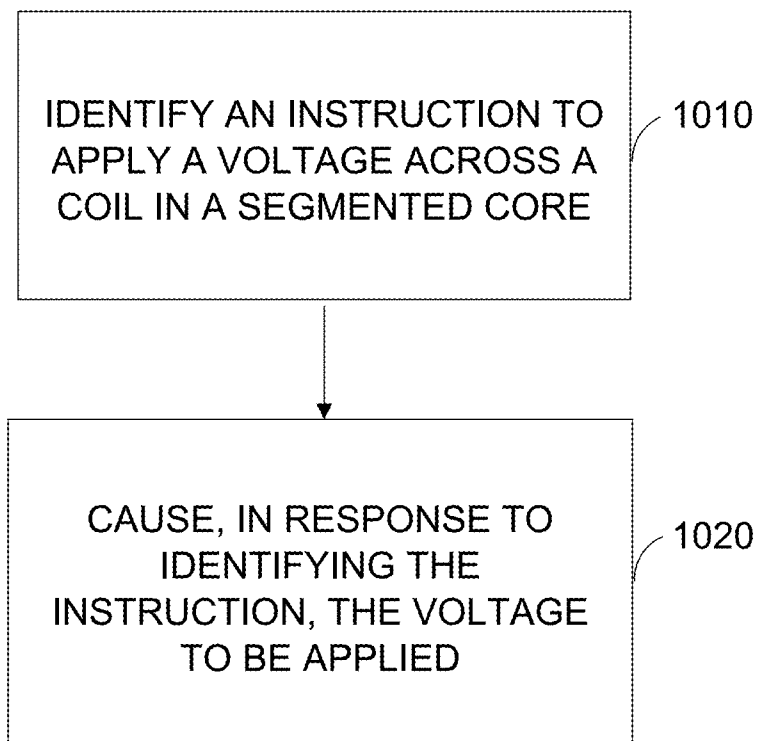 IDENTIFY AN INSTRUCTION TO
APPLY A VOLTAGE ACROSS A
COIL IN A SEGMENTED CORE
1010
CAUSE, IN RESPONSE TO
IDENTIFYING THE
INSTRUCTION, THE VOLTAGE
TO BE APPLIED
1020